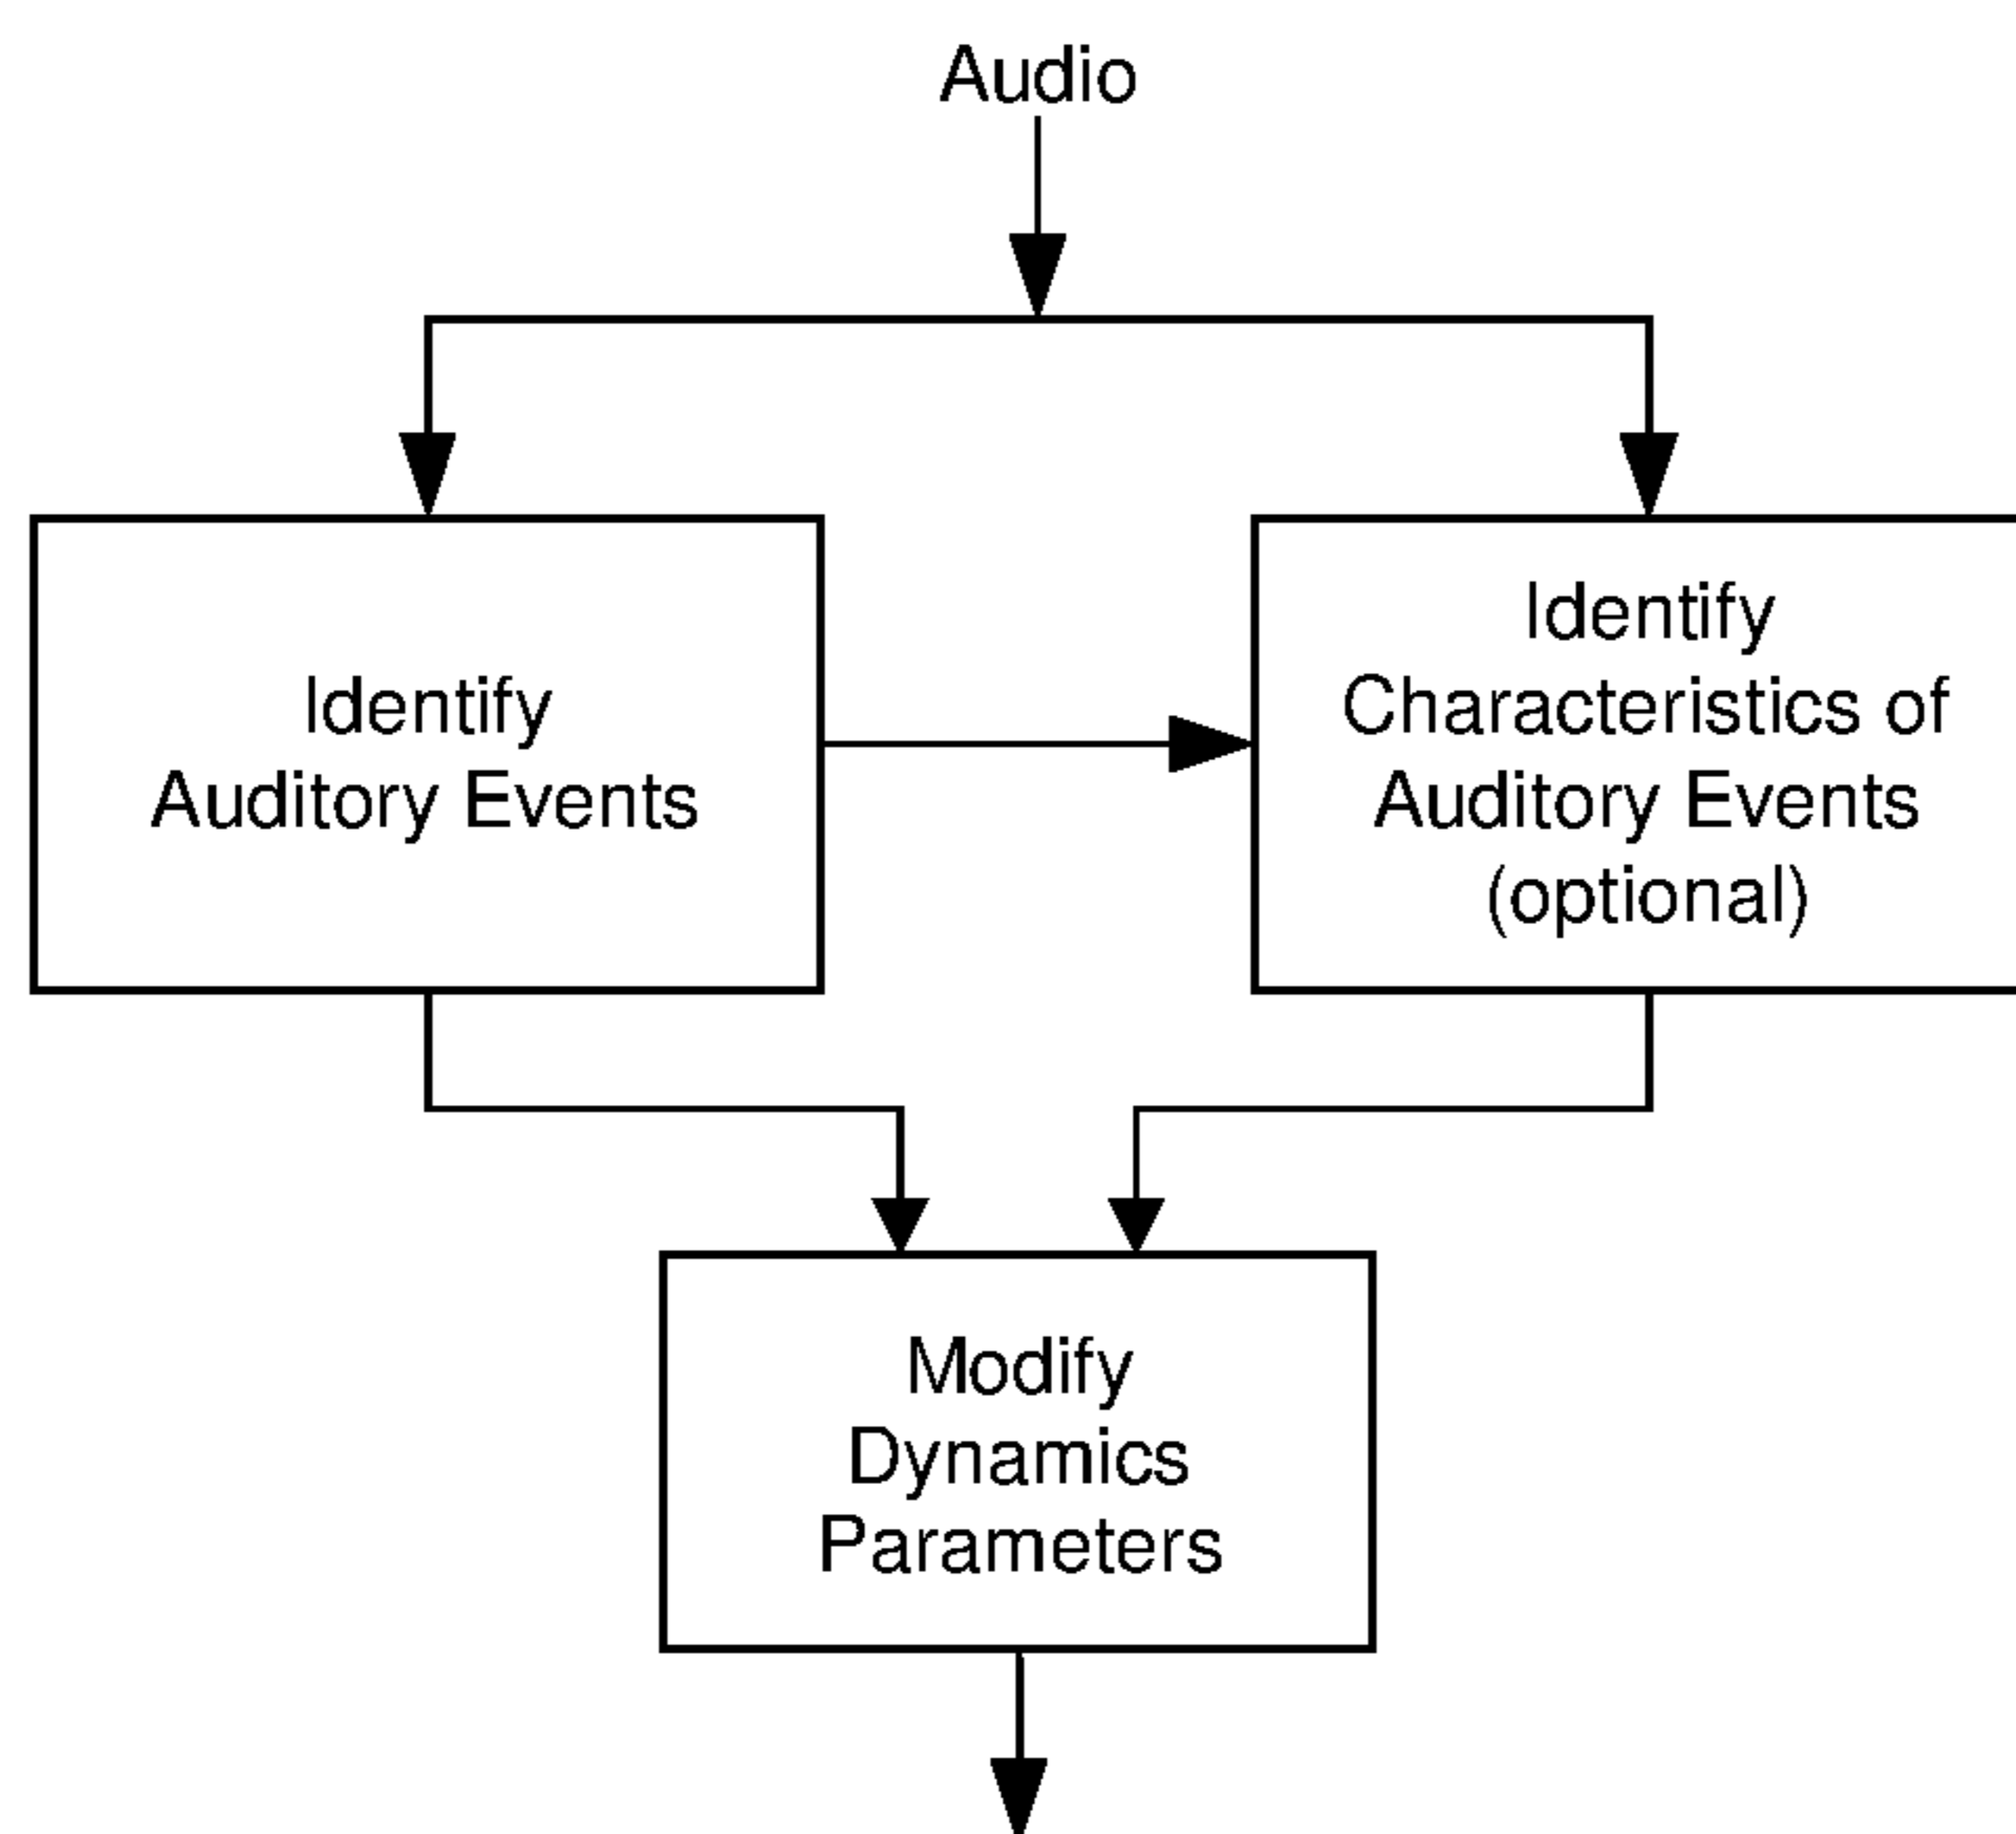 Audio
Identify
Auditory Events
Identify
Characteristics of
Auditory Events
(optional)
Modify
Dynamics
Parameters